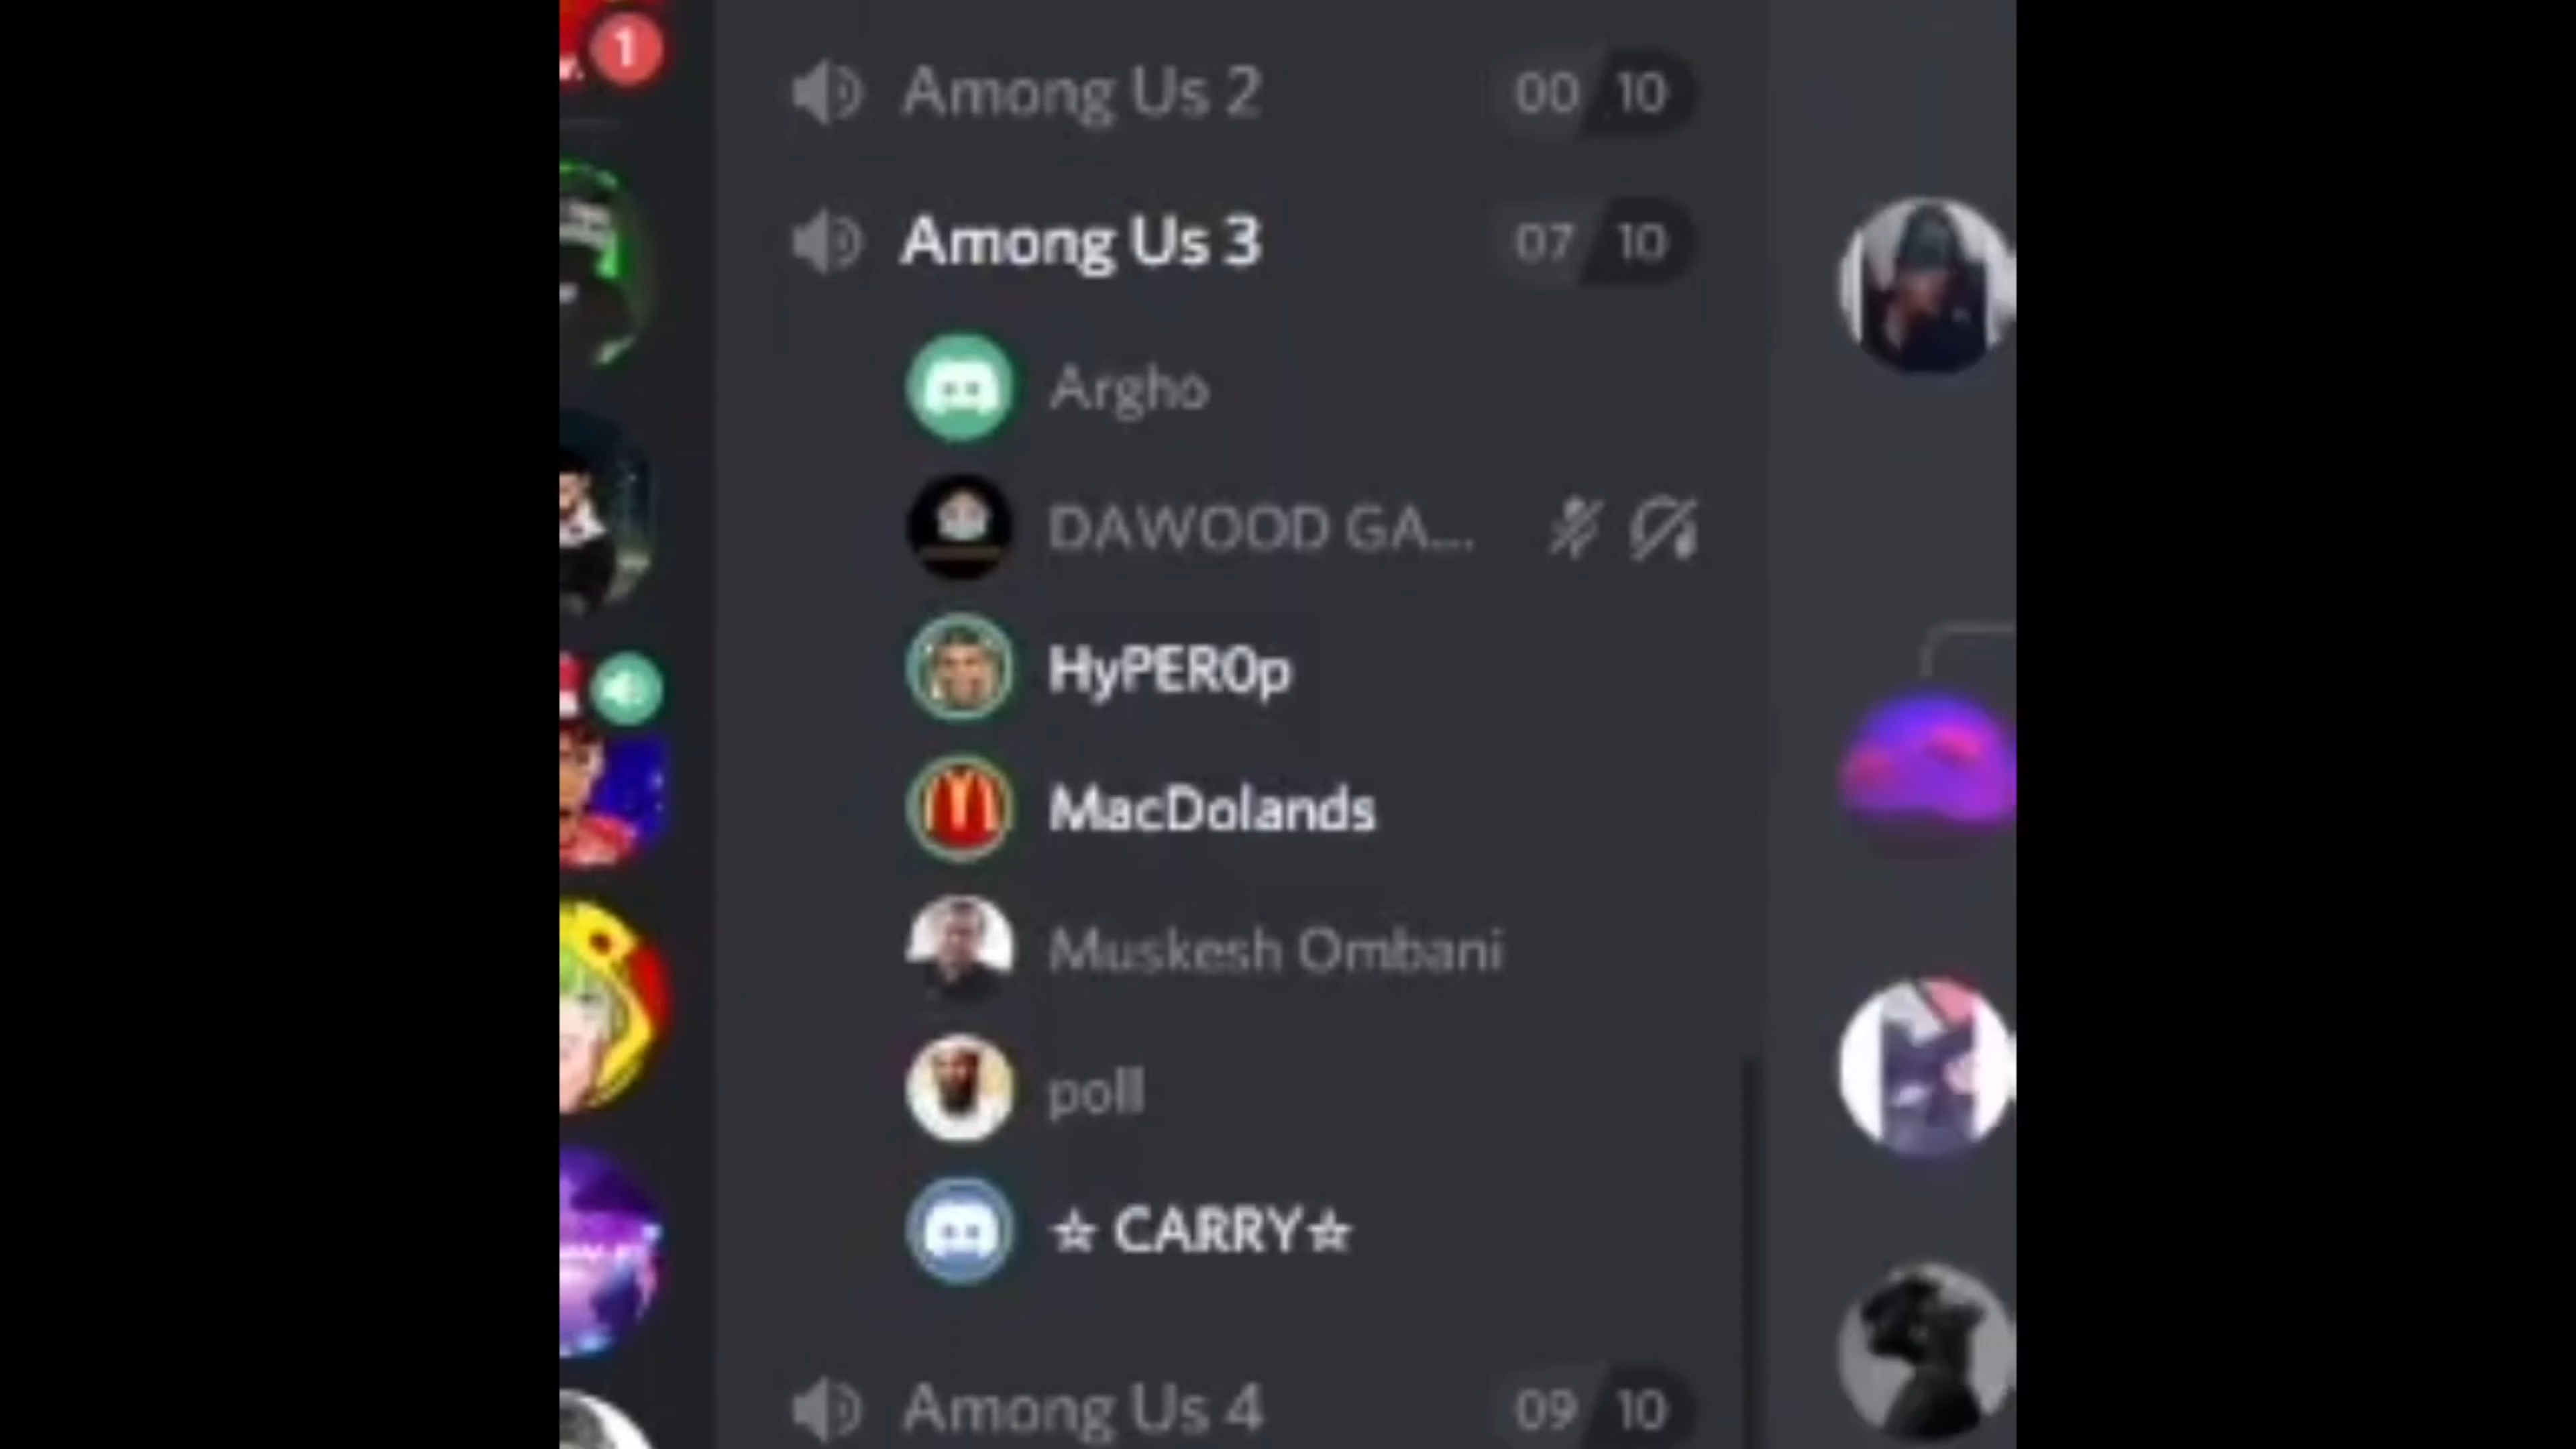 1
Among Us 2 00 10
Among Us 3 07 10
Argho
DAWOOD GA...
HyPER0p
MacDolands
Muskesh Ombani
poll
☆ CARRY☆
Among Us 4 09 10